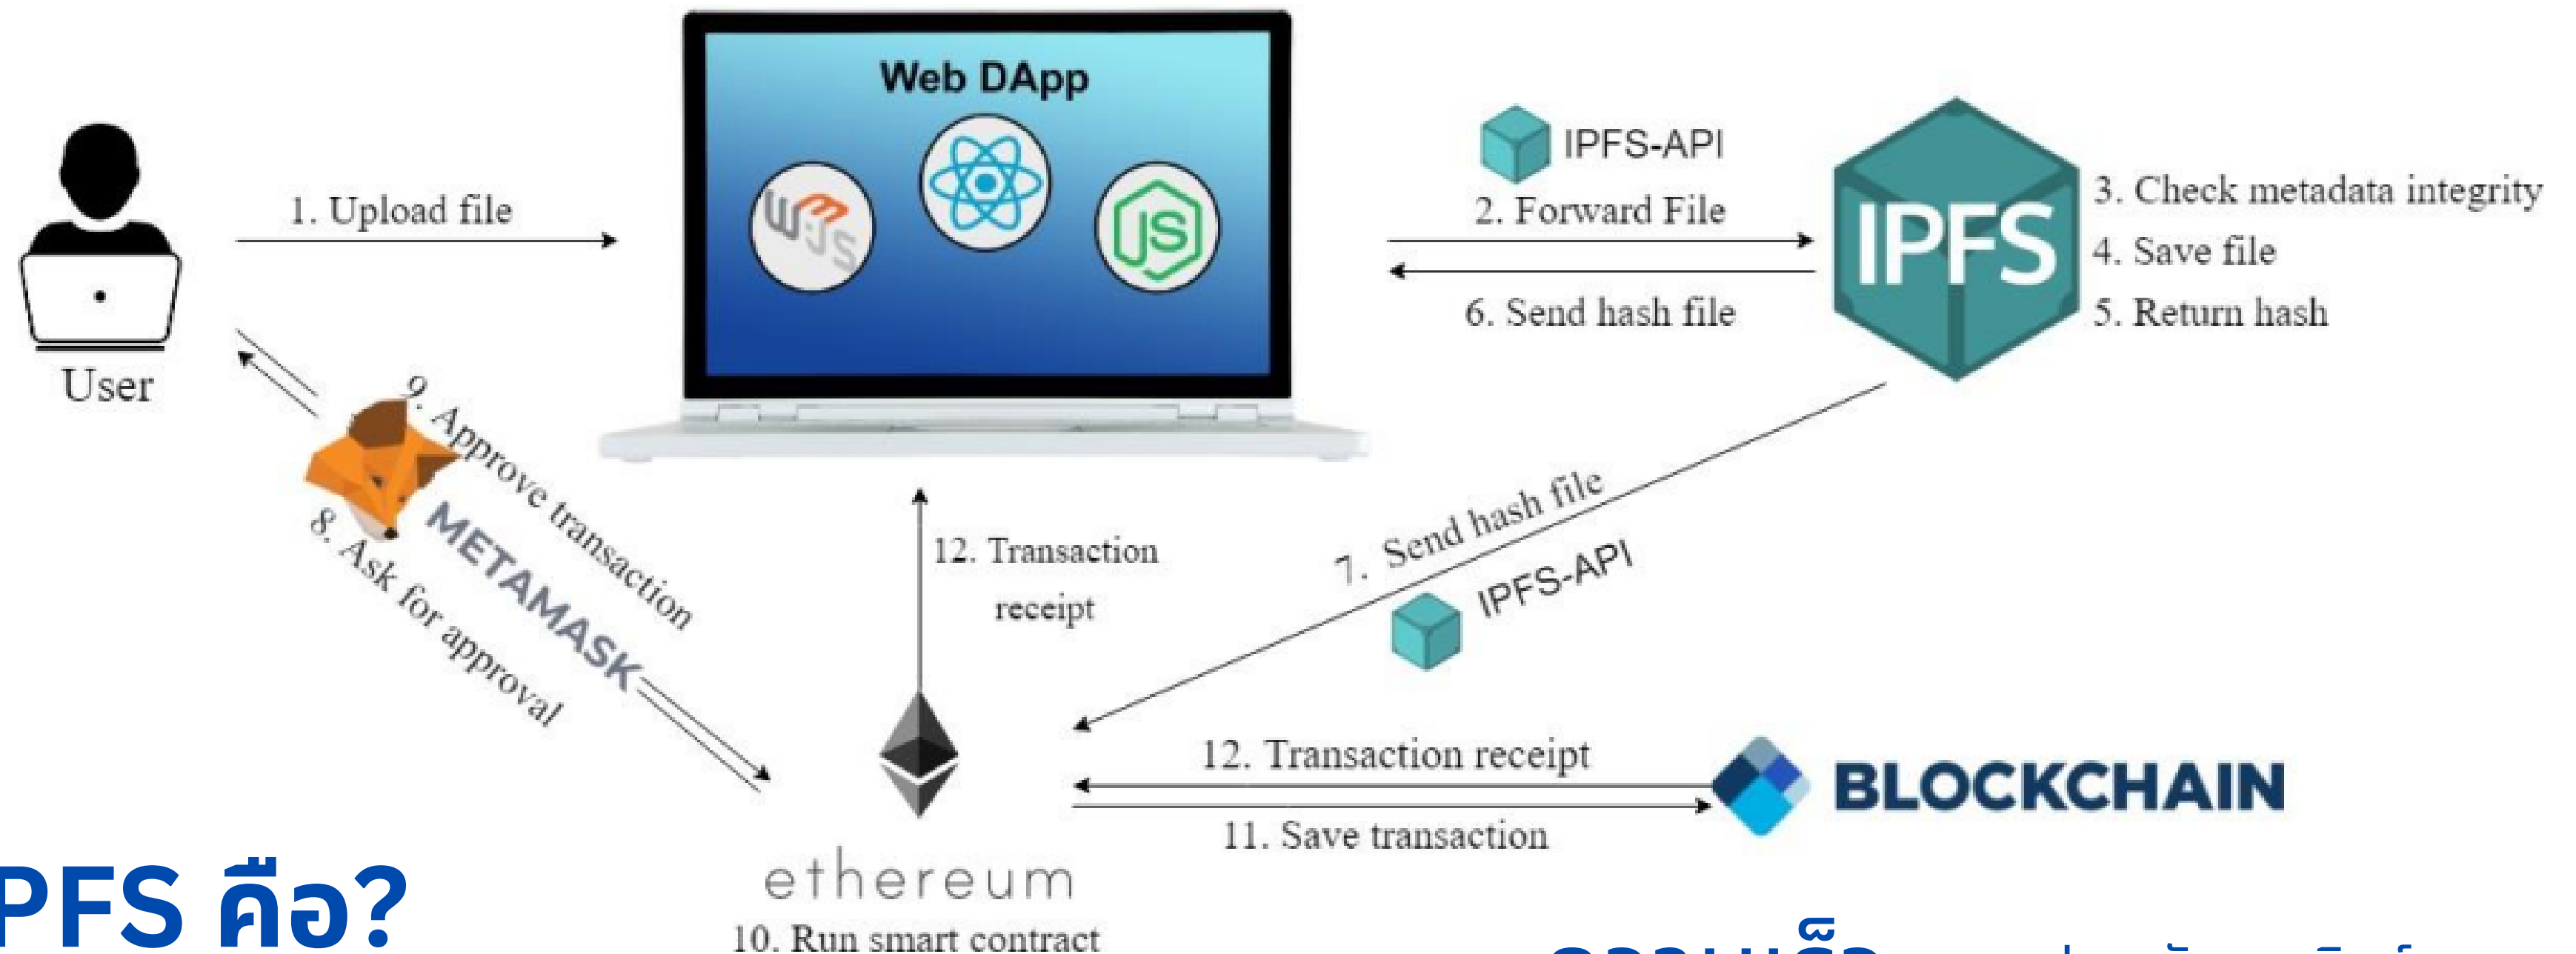 Web DApp
W3JS
JS
IPFS-API
1. Upload file
2. Forward File
6. Send hash file
IPFS
3. Check metadata integrity
4. Save file
5. Return hash
User
9. Approve transaction
METAMASK
8. Ask for approval
12. Transaction
receipt
7. Send hash file
IPFS-API
12. Transaction receipt
11. Save transaction
BLOCKCHAIN
ethereum
10. Run smart contract
PFS คือ?